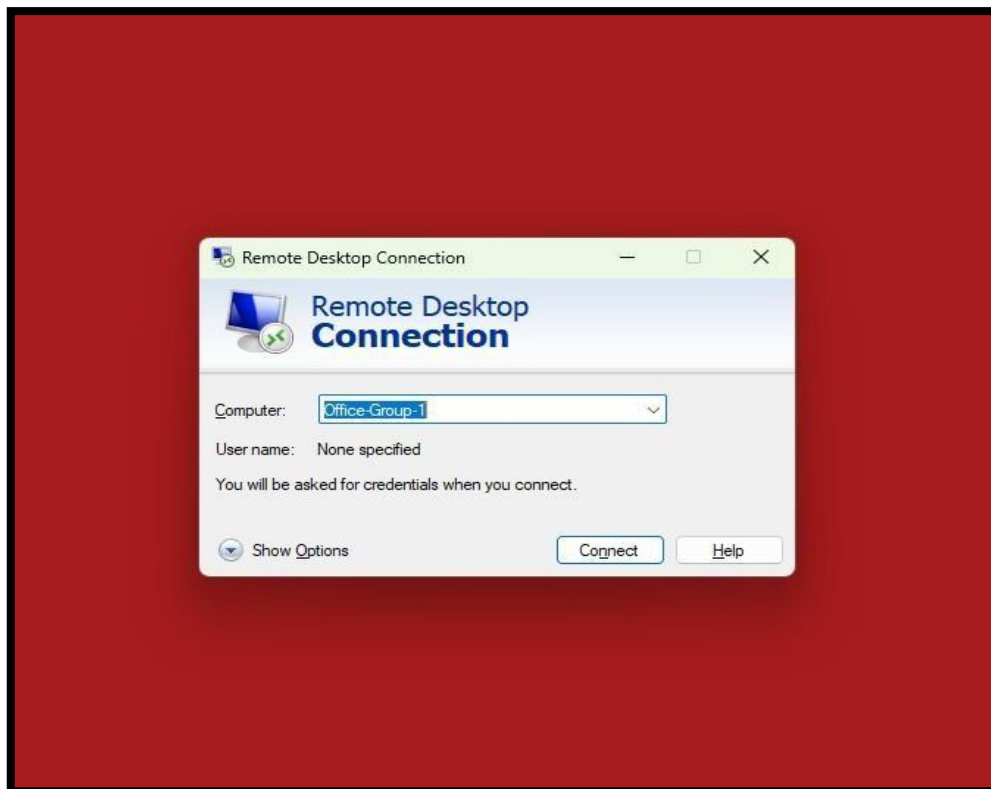 Remote Desktop Connection
Remote Desktop
Connection
Computer: Office-Group-1
User name: None specified
You will be asked for credentials when you connect.
Show Options Connect Help